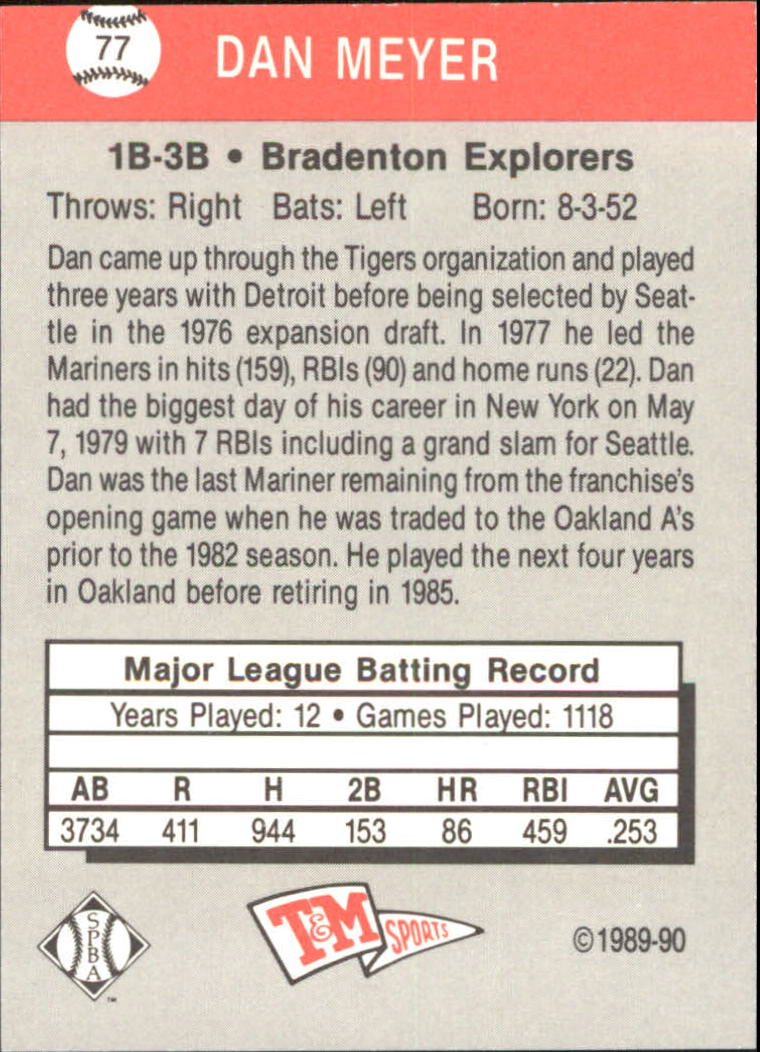 77
DAN MEYER
1B-3B • Bradenton Explorers
Throws: Right Bats: Left Born: 8-3-52
Dan came up through the Tigers organization and played
three years with Detroit before being selected by Seat-
tle in the 1976 expansion draft. In 1977 he led the
Mariners in hits (159), RBIs (90) and home runs (22). Dan
had the biggest day of his career in New York on May
7, 1979 with 7 RBIs including a grand slam for Seattle.
Dan was the last Mariner remaining from the franchise's
opening game when he was traded to the Oakland A's
prior to the 1982 season. He played the next four years
in Oakland before retiring in 1985.
Major League Batting Record
Years Played: 12 • Games Played: 1118
AB R H 2B HR RBI AVG
3734 411 944 153 86 459 .253
SPBA ™
T&M SPORTS
©1989-90